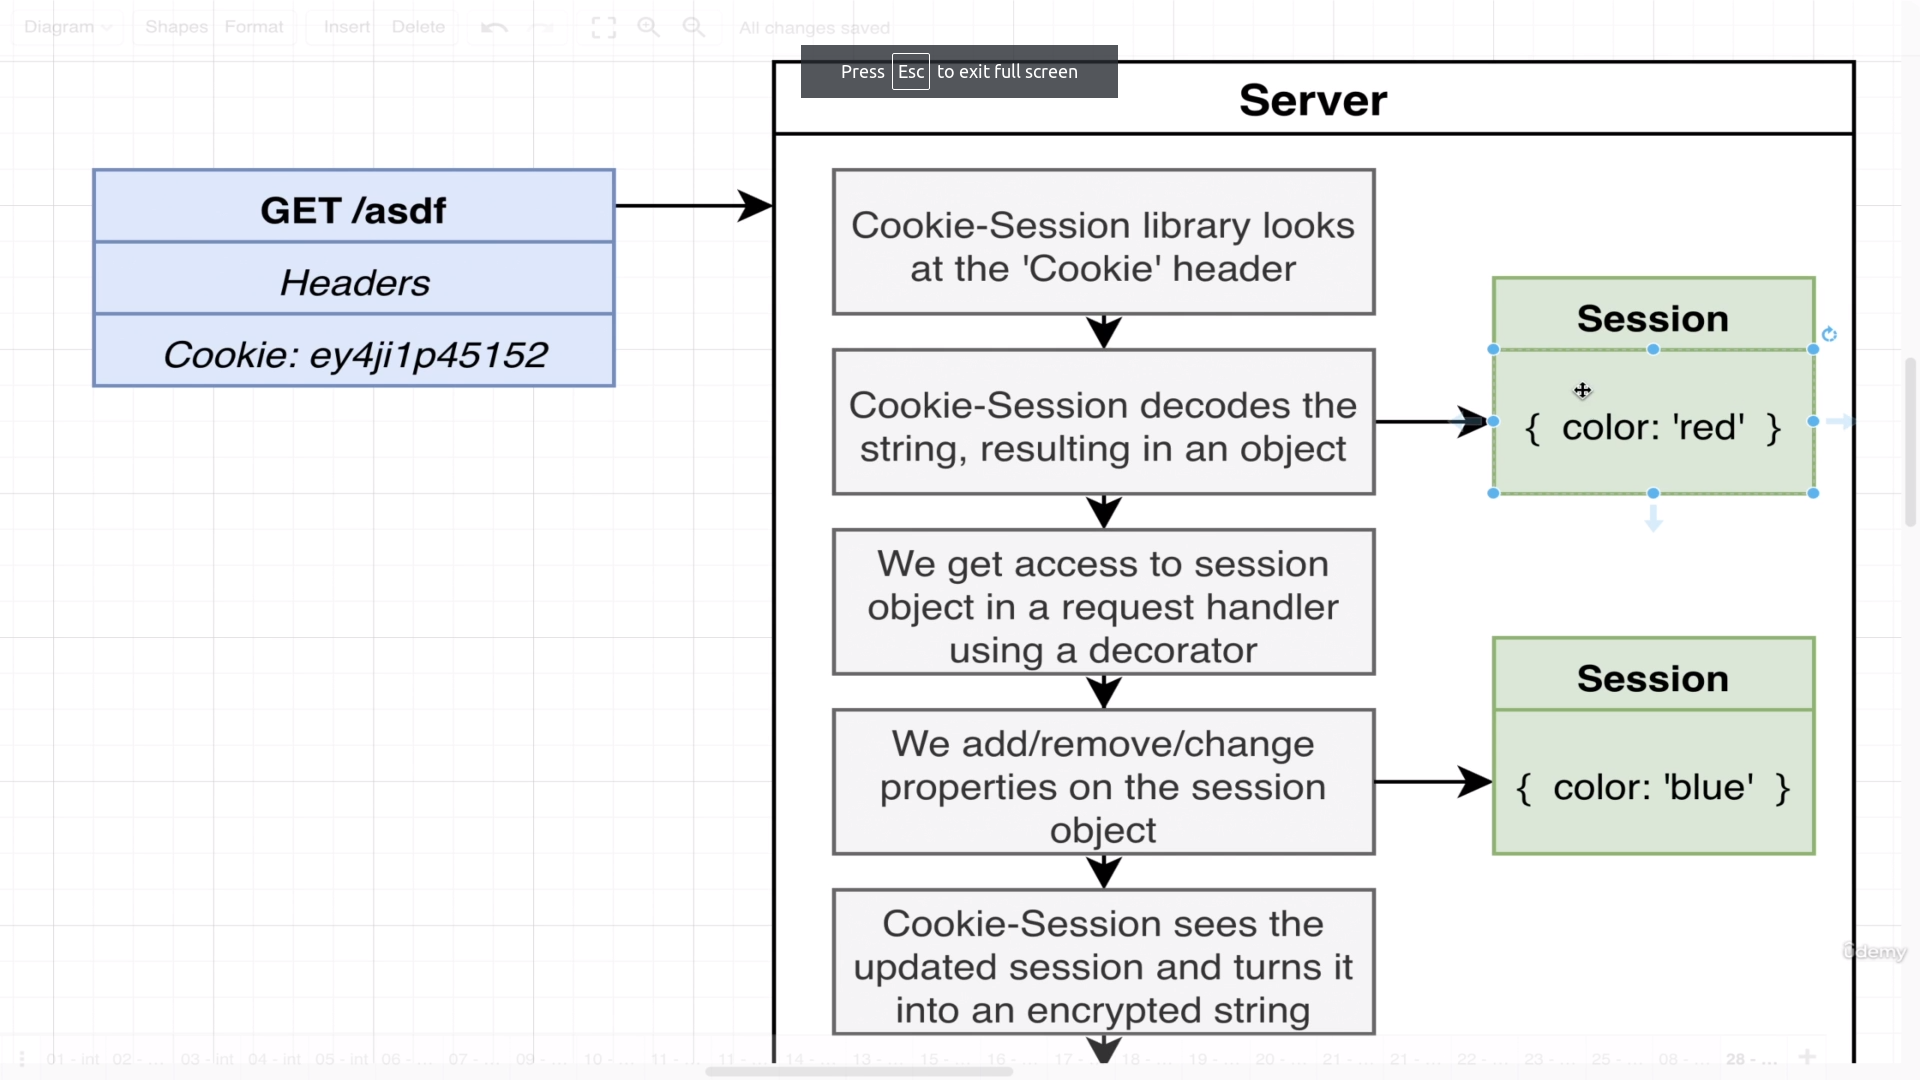 Diagram
Shapes
Format
Insert
Delete
All changes saved
Press Esc to exit full screen
Server
GET /asdf
Headers
Cookie: ey4ji1p45152
Cookie-Session library looks
at the 'Cookie' header
Cookie-Session decodes the
string, resulting in an object
Session
{ color: 'red' }
We get access to session
object in a request handler
using a decorator
We add/remove/change
properties on the session
object
Session
{ color: 'blue' }
Cookie-Session sees the
updated session and turns it
into an encrypted string
ûdemy
01 - int
02 - ...
03 - int
04 - int
05 - int
06 - ...
07 - ...
09 - ...
10 - ...
11 - ...
11 - ...
14 - ...
13 - ...
15 - ...
16 - ...
17 - ...
18 - ...
19 - ...
20 - ...
21 - ...
21 - ...
22 - ...
23 - ...
25 - ...
08 - ...
28 - ...